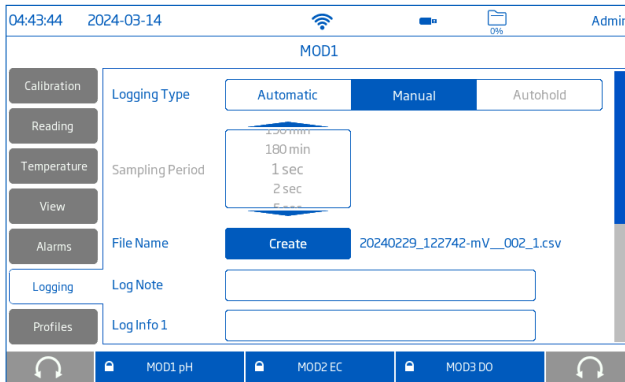 04:43:44 2024-03-14 0% Admin
MOD1
Calibration
Reading
Temperature
View
Alarms
Logging
Profiles
Logging Type Automatic Manual Autohold
180 min
Sampling Period 1 sec
2 sec
File Name Create 20240229_122742-mV__002_1.csv
Log Note
Log Info 1
MOD1 pH MOD2 EC MOD3 DO